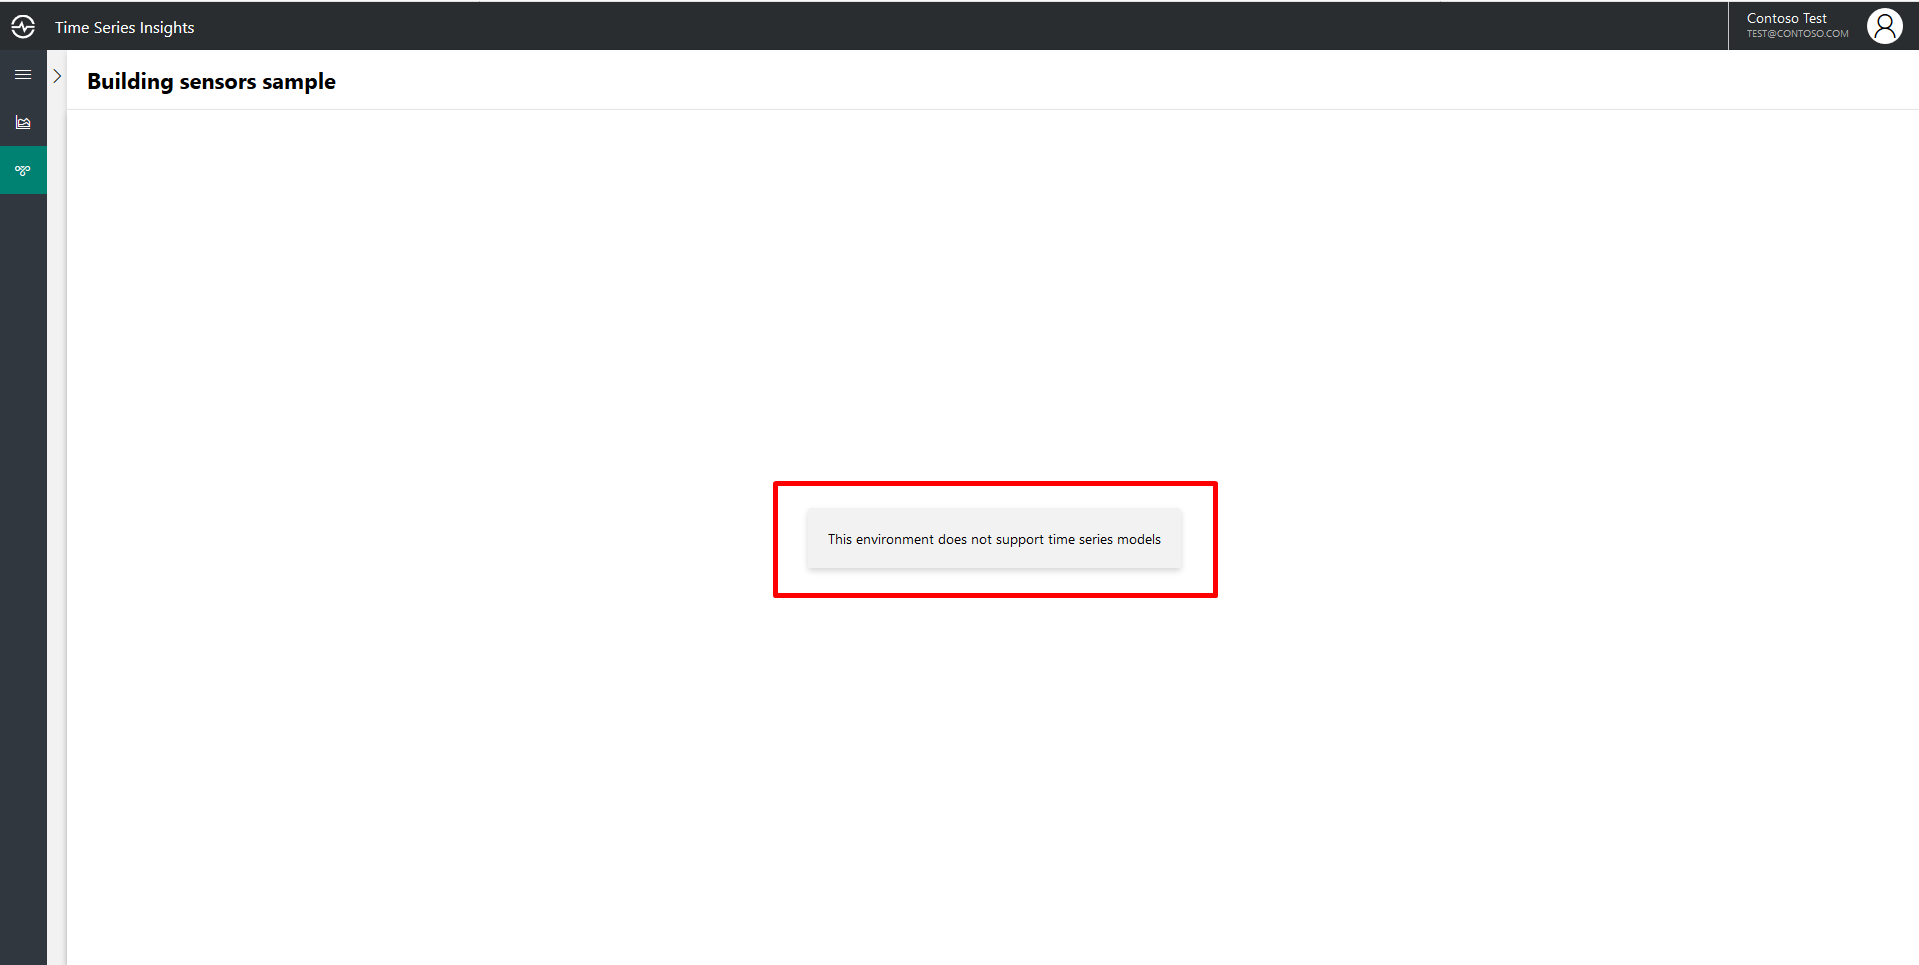 Time Series Insights
Contoso Test
TEST@CONTOSO.COM
Building sensors sample
This environment does not support time series models